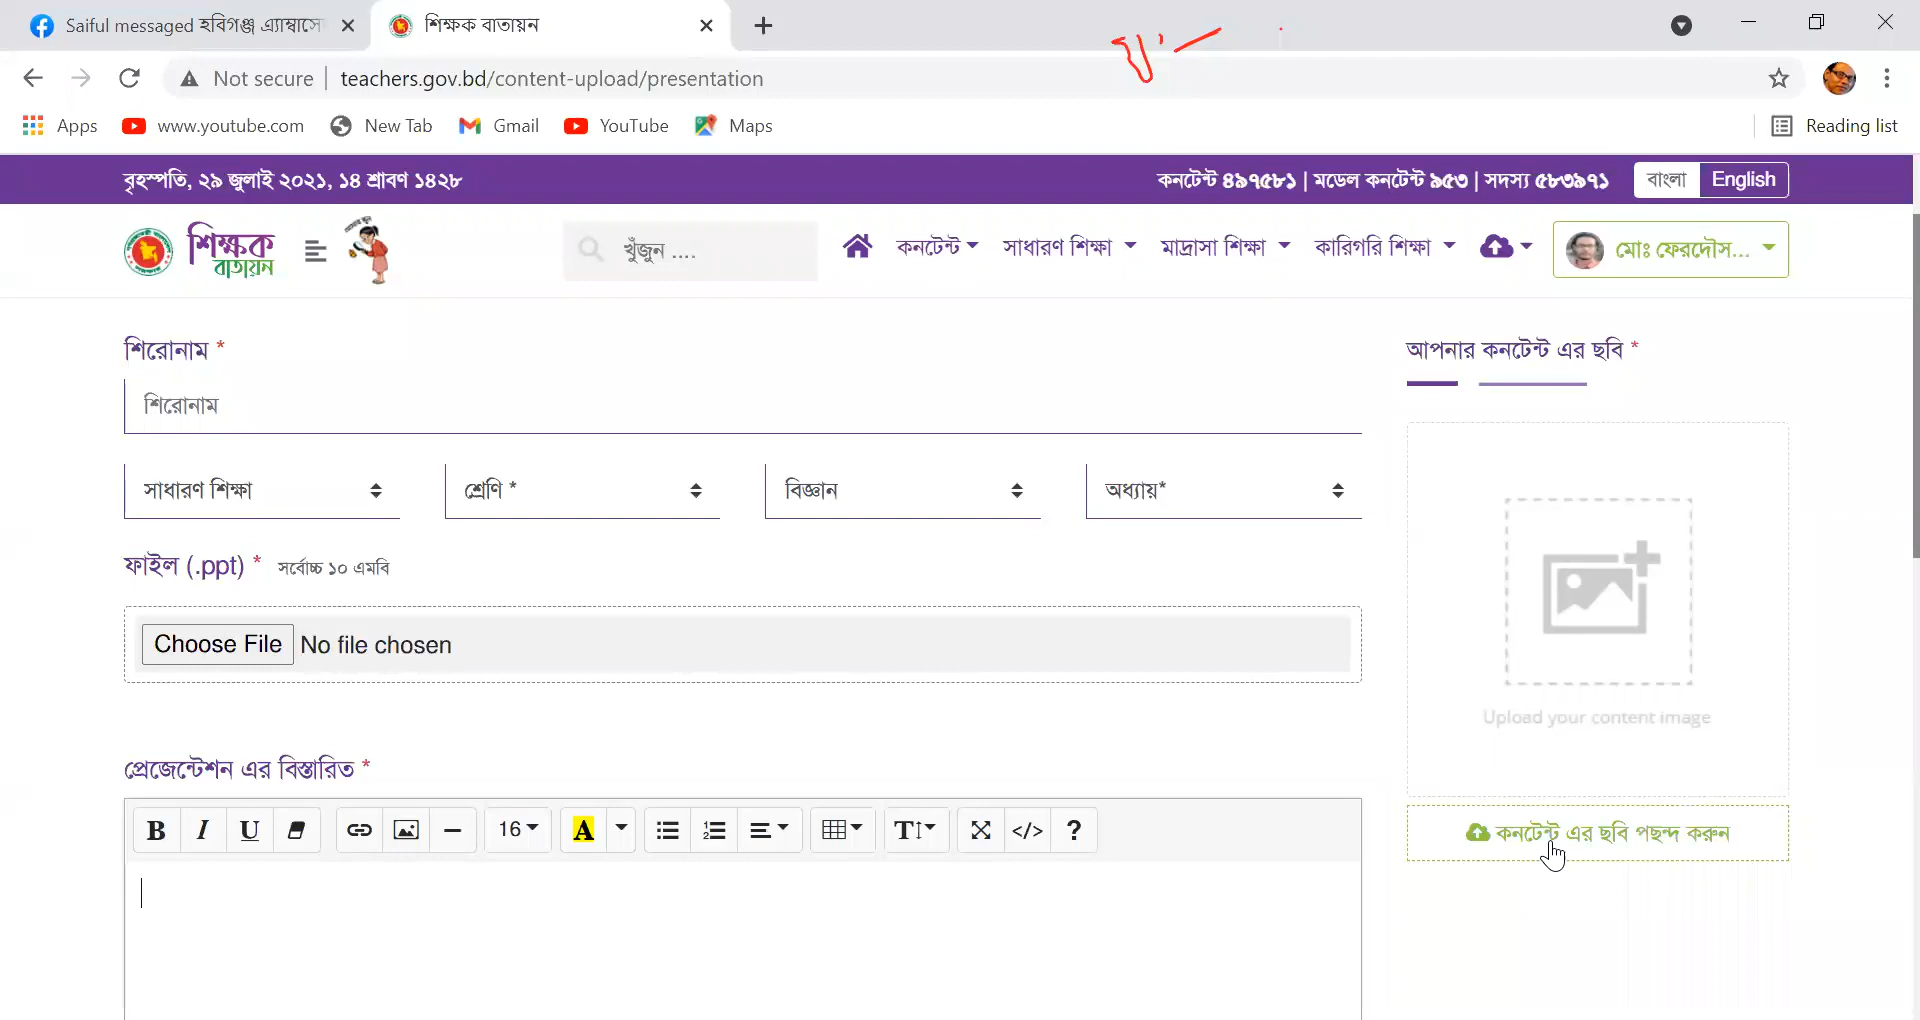 Saiful messaged হবিগঞ্জ এ্যাম্বাসে
শিক্ষক বাতায়ন
Not secure
teachers.gov.bd/content-upload/presentation
Apps
www.youtube.com
New Tab
Gmail
YouTube
Maps
Reading list
বৃহস্পতি, ২৯ জুলাই ২০২১, ১৪ শ্রাবণ ১৪২৮
কনটেন্ট ৪৯৭৫৮১ | মডেল কনটেন্ট ৯৫৩ | সদস্য ৫৮৩৯৭১
বাংলা
English
শিক্ষক
বাতায়ন
খুঁজুন ....
কনটেন্ট
সাধারণ শিক্ষা
মাদ্রাসা শিক্ষা
কারিগরি শিক্ষা
মোঃ ফেরদৌস...
শিরোনাম *
আপনার কনটেন্ট এর ছবি *
শিরোনাম
সাধারণ শিক্ষা
শ্রেণি *
বিজ্ঞান
অধ্যায়*
ফাইল (.ppt) * সর্বোচ্চ ১০ এমবি
Choose File No file chosen
Upload your content image
প্রেজেন্টেশন এর বিস্তারিত *
B I U 16 A T ?
কনটেন্ট এর ছবি পছন্দ করুন